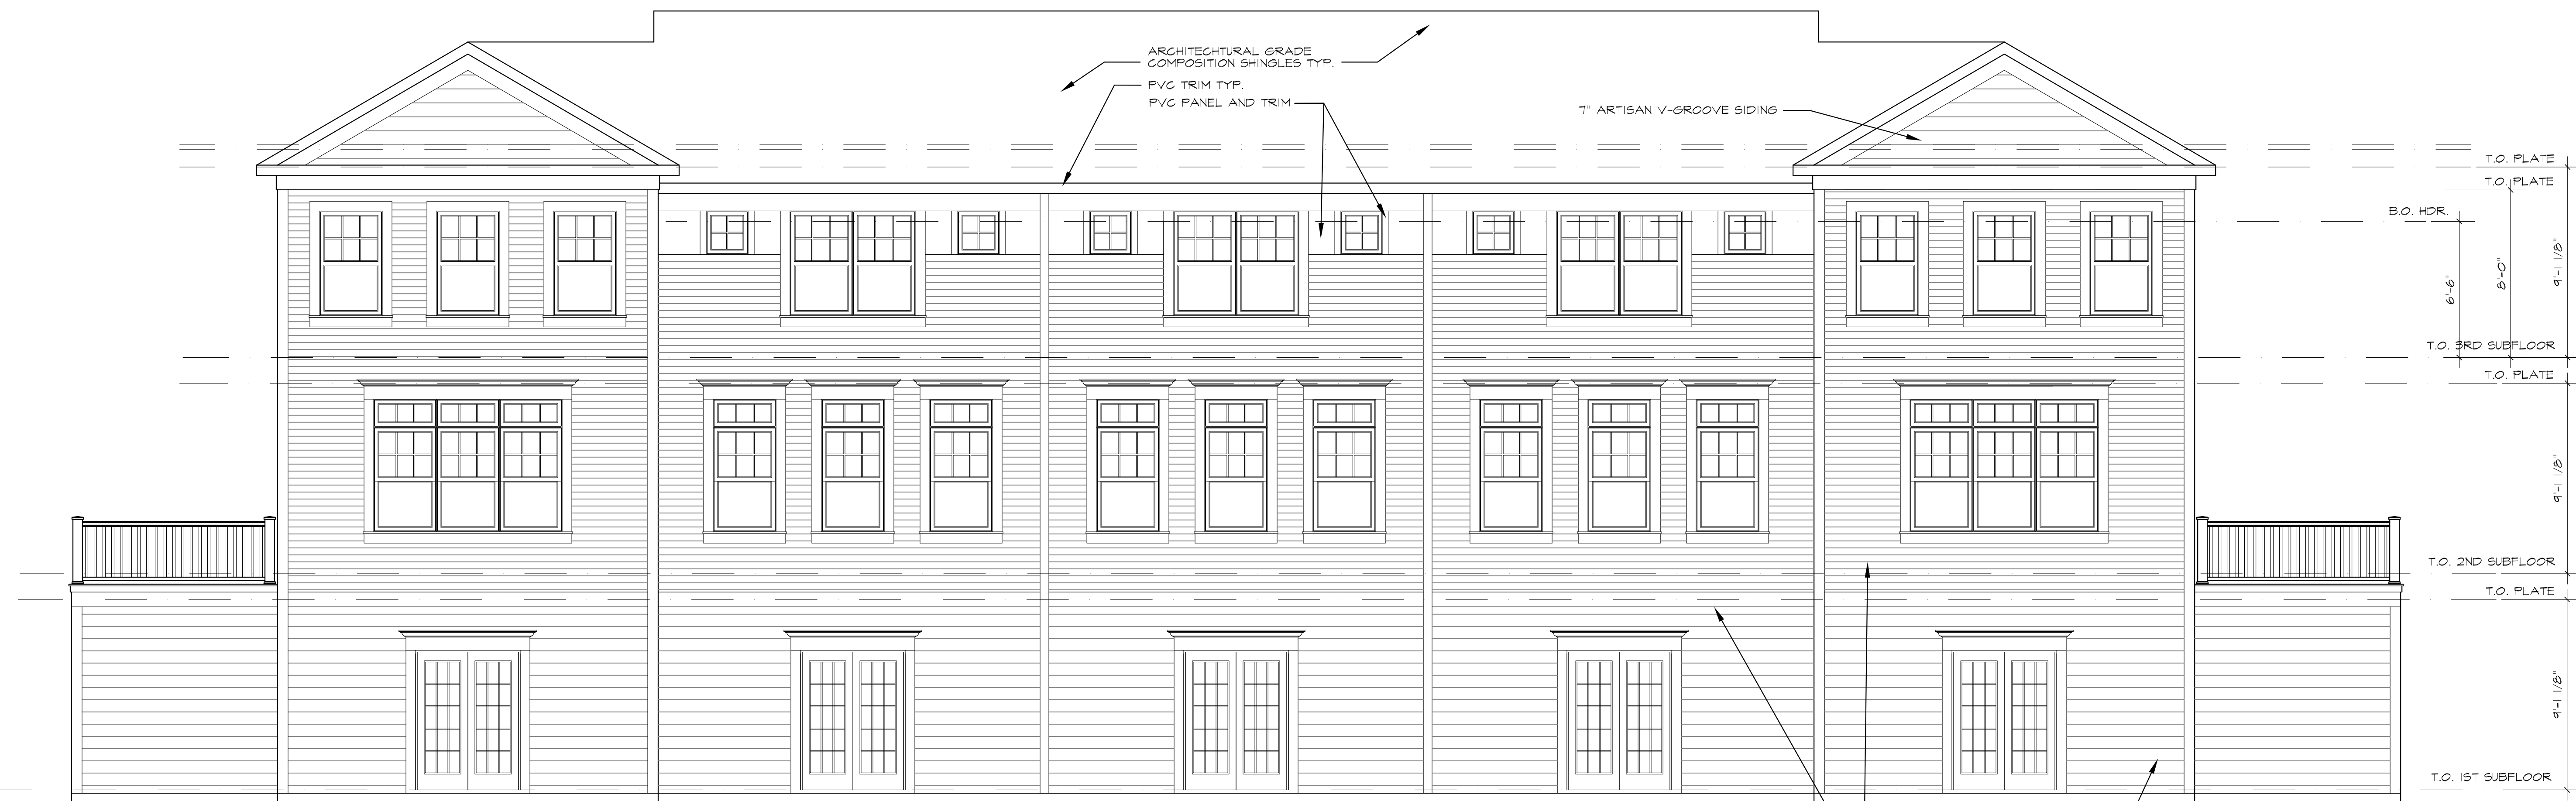 ARCHITECHTURAL GRADE
COMPOSITION SHINGLES TYP.
PVC TRIM TYP.
PVC PANEL AND TRIM
7" ARTISAN V-GROOVE SIDING
T.O. PLATE
T.O. PLATE
B.O. HDR.
6'-6"
8'-0"
9'-1 1/8"
T.O. 3RD SUBFLOOR
T.O. PLATE
9'-1 1/8"
T.O. 2ND SUBFLOOR
T.O. PLATE
9'-1 1/8"
T.O. 1ST SUBFLOOR